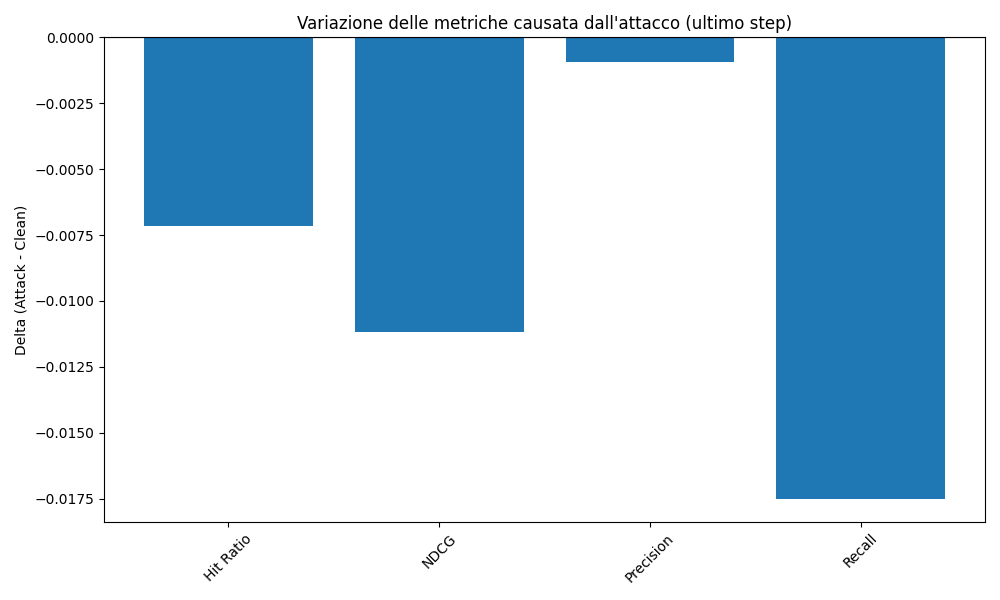 Variazione delle metriche causata dall'attacco (ultimo step)
Delta (Attack - Clean)
0.0000
−0.0025
−0.0050
−0.0075
−0.0100
−0.0125
−0.0150
−0.0175
Hit Ratio
NDCG
Precision
Recall